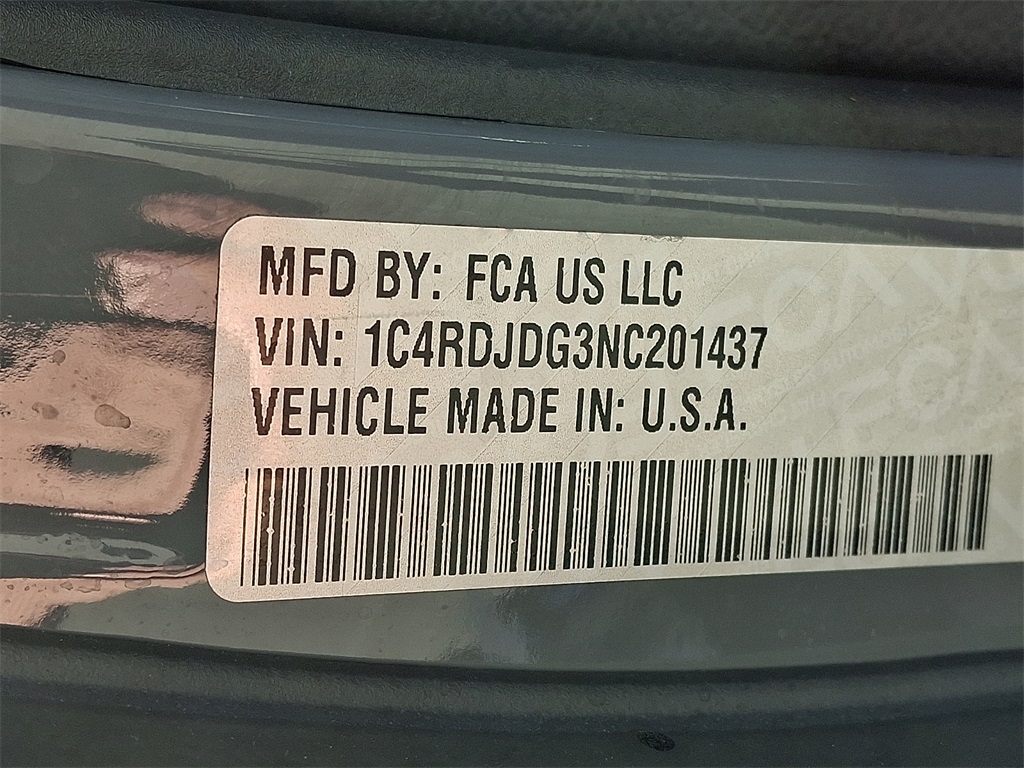 MFD BY: FCA US LLC
VIN: 1C4RDJDG3NC201437
VEHICLE MADE IN: U.S.A.